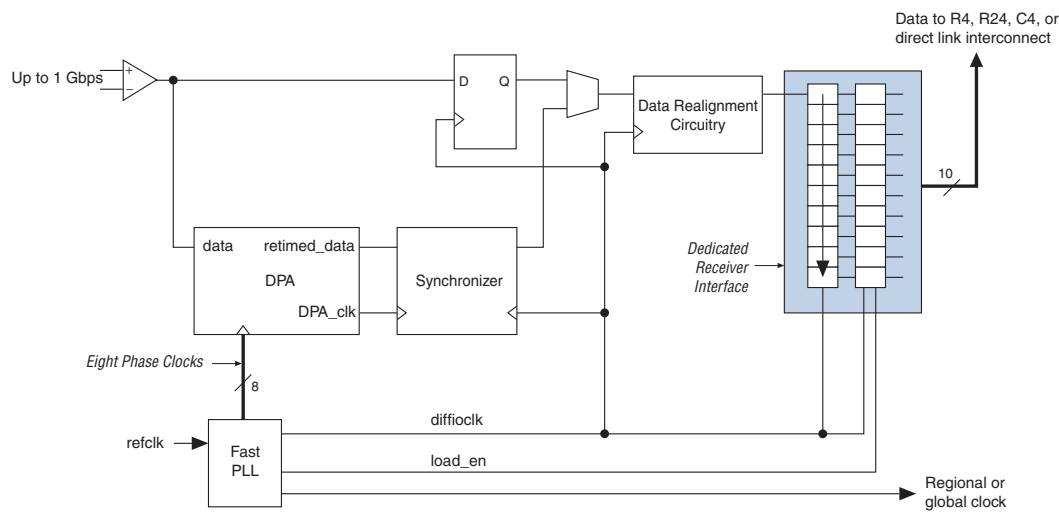 Data to R4, R24, C4, or
direct link interconnect
Up to 1 Gbps
+
–
D
Q
Data Realignment
Circuitry
10
data
retimed_data
DPA
DPA_clk
Synchronizer
Dedicated
Receiver
Interface
Eight Phase Clocks
8
diffioclk
refclk
Fast
PLL
load_en
Regional or
global clock